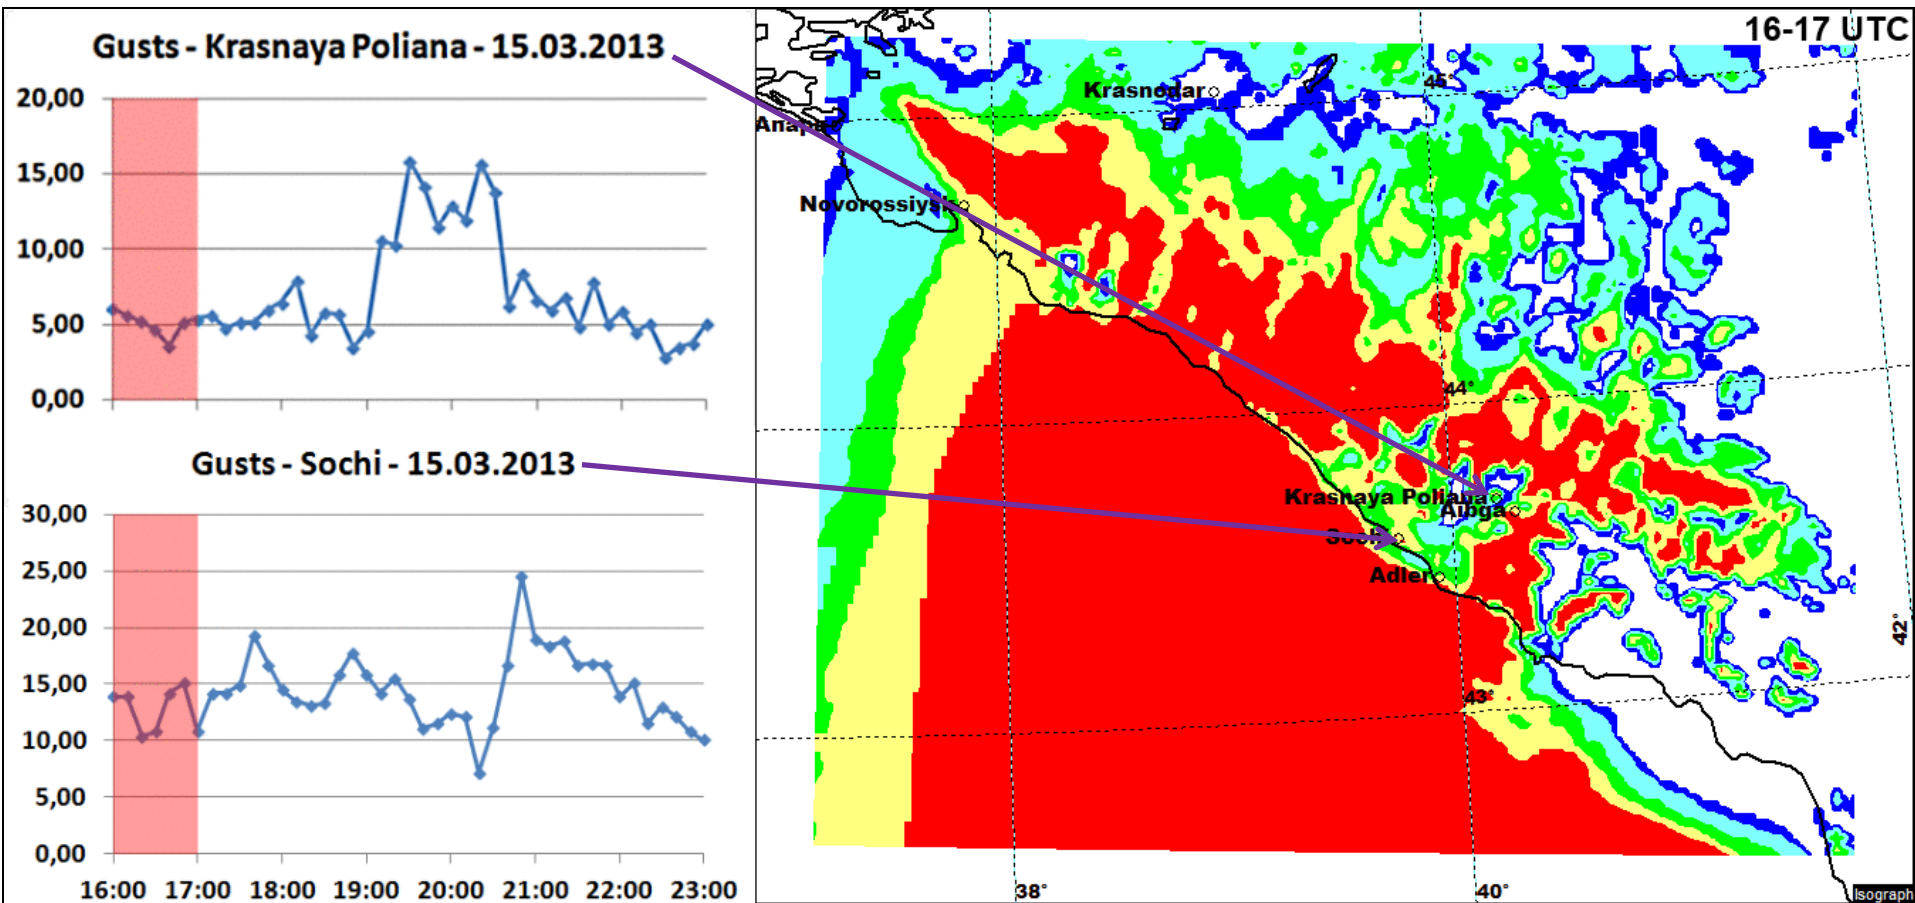 Gusts - Krasnaya Poliana - 15.03.2013
20,00
15,00
10,00
5,00
0,00
Gusts - Sochi - 15.03.2013
30,00
25,00
20,00
15,00
10,00
5,00
0,00
16:00 17:00 18:00 19:00 20:00 21:00 22:00 23:00
16-17 UTC
45°
Krasnodar
Anapa
Novorossiysk
44°
Krasnaya Poliana
Aibga
Sochi
Adler
42°
43°
38°
40°
Isograph